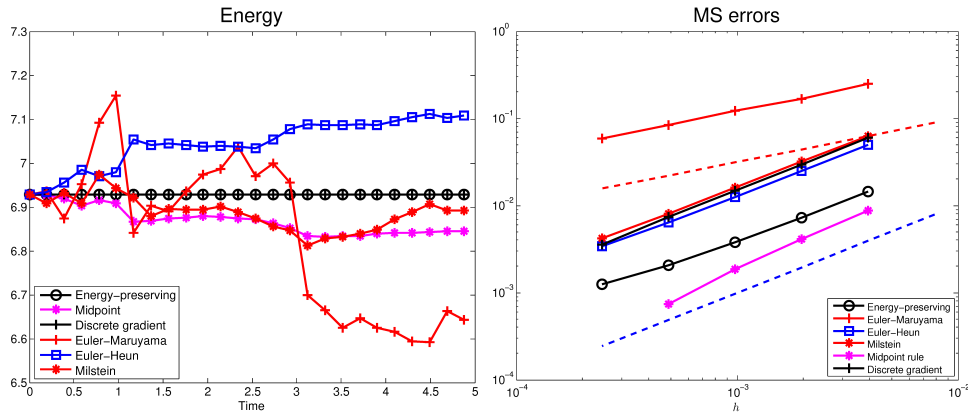 Energy
7.3
7.2
7.1
7
6.9
6.8
6.7
6.6
6.5
0
0.5
1
1.5
2
2.5
3
3.5
4
4.5
5
Time
Energy−preserving
Midpoint
Discrete gradient
Euler−Maruyama
Euler−Heun
Milstein
MS errors
10^0
10^−1
10^−2
10^−3
10^−4
10^−4
10^−3
10^−2
h
Energy−preserving
Euler−Maruyama
Euler−Heun
Milstein
Midpoint rule
Discrete gradient